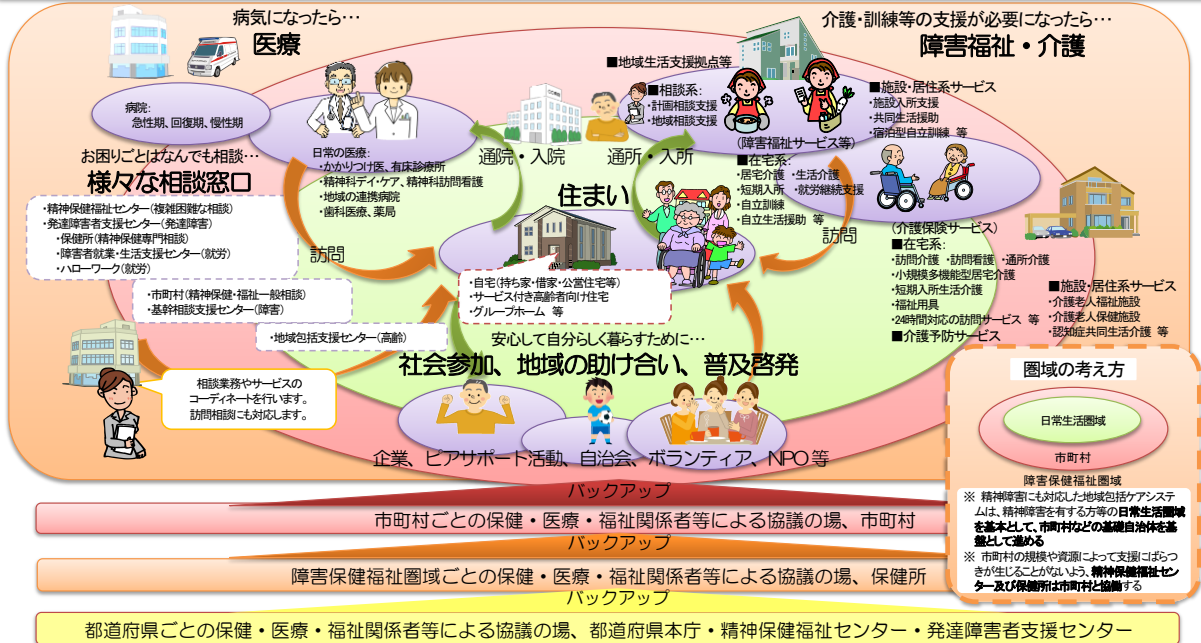 病気になったら…
医療
介護・訓練等の支援が必要になったら…
障害福祉・介護
病院:
急性期、回復期、慢性期
日常の医療:
・かかりつけ医、有床診療所
・精神科デイ・ケア、精神科訪問看護
・地域の連携病院
・歯科医療、薬局
通院・入院
通所・入所
■地域生活支援拠点等
■相談系:
・計画相談支援
・地域相談支援
(障害福祉サービス等)
■在宅系:
・居宅介護 ・生活介護
・短期入所 ・就労継続支援
・自立訓練
・自立生活援助 等
■施設・居住系サービス
・施設入所支援
・共同生活援助
・宿泊型自立訓練 等
(介護保険サービス)
■在宅系:
・訪問介護 ・訪問看護 ・通所介護
・小規模多機能型居宅介護
・短期入所生活介護
・福祉用具
・24時間対応の訪問サービス 等
■介護予防サービス
■施設・居住系サービス
・介護老人福祉施設
・介護老人保健施設
・認知症共同生活介護 等
お困りごとはなんでも相談…
様々な相談窓口
・精神保健福祉センター(複雑困難な相談)
・発達障害者支援センター(発達障害)
・保健所(精神保健専門相談)
・障害者就業・生活支援センター(就労)
・ハローワーク(就労)
・市町村(精神保健・福祉一般相談)
・基幹相談支援センター(障害)
・地域包括支援センター(高齢)
訪問
訪問
住まい
・自宅(持ち家・借家・公営住宅等)
・サービス付き高齢者向け住宅
・グループホーム 等
相談業務やサービスの
コーディネートを行います。
訪問相談にも対応します。
安心して自分らしく暮らすために…
社会参加、地域の助け合い、普及啓発
企業、ピアサポート活動、自治会、ボランティア、NPO等
圏域の考え方
日常生活圏域
市町村
障害保健福祉圏域
※ 精神障害にも対応した地域包括ケアシステ
ムは、精神障害を有する方等の日常生活圏域
を基本として、市町村などの基礎自治体を基
盤として進める
※ 市町村の規模や資源によって支援にばらつ
きが生じることがないよう、精神保健福祉セン
ター及び保健所は市町村と協働する
バックアップ
市町村ごとの保健・医療・福祉関係者等による協議の場、市町村
バックアップ
障害保健福祉圏域ごとの保健・医療・福祉関係者等による協議の場、保健所
バックアップ
都道府県ごとの保健・医療・福祉関係者等による協議の場、都道府県本庁・精神保健福祉センター・発達障害者支援センター